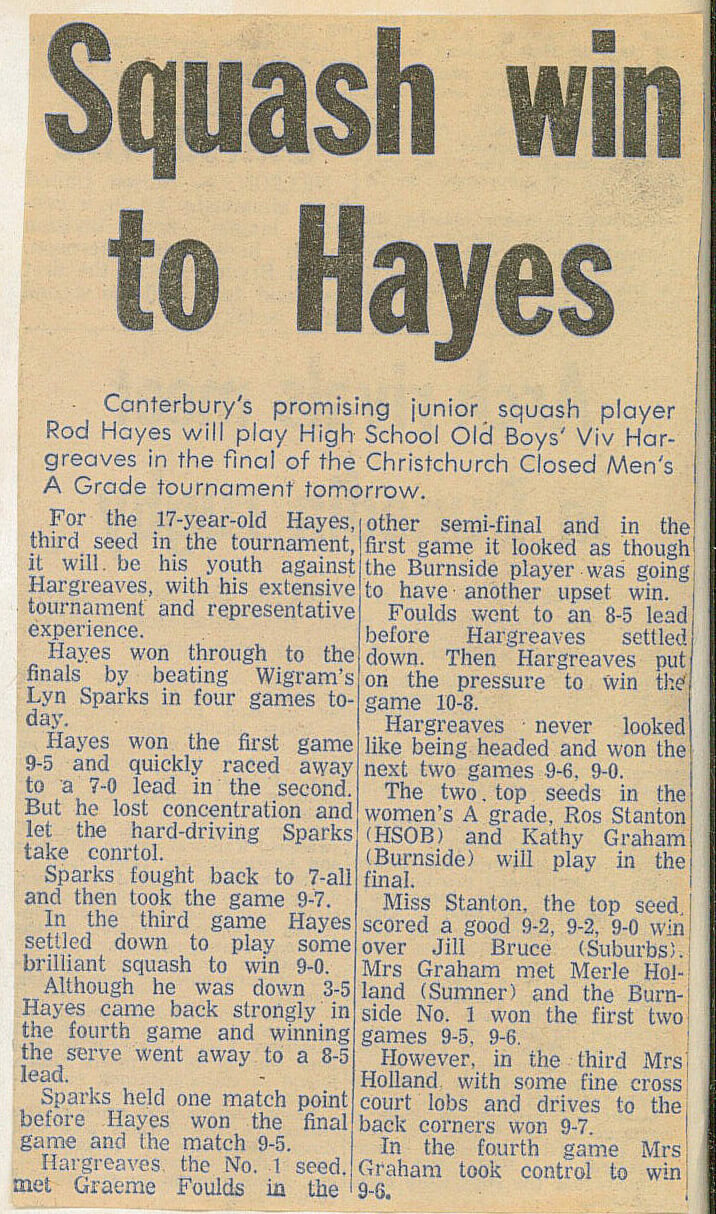 Squash win
to Hayes
Canterbury's promising junior squash player
Rod Hayes will play High School Old Boys' Viv Har-
greaves in the final of the Christchurch Closed Men's
A Grade tournament tomorrow.
For the 17-year-old Hayes,
third seed in the tournament,
it will be his youth against
Hargreaves, with his extensive
tournament and representative
experience.
Hayes won through to the
finals by beating Wigram's
Lyn Sparks in four games to-
day.
Hayes won the first game
9-5 and quickly raced away
to a 7-0 lead in the second.
But he lost concentration and
let the hard-driving Sparks
take conrtol.
Sparks fought back to 7-all
and then took the game 9-7.
In the third game Hayes
settled down to play some
brilliant squash to win 9-0.
Although he was down 3-5
Hayes came back strongly in
the fourth game and winning
the serve went away to a 8-5
lead.
Sparks held one match point
before Hayes won the final
game and the match 9-5.
Hargreaves, the No. 1 seed,
met Graeme Foulds in the
other semi-final and in the
first game it looked as though
the Burnside player was going
to have another upset win.
Foulds went to an 8-5 lead
before Hargreaves settled
down. Then Hargreaves put
on the pressure to win the
game 10-8.
Hargreaves never looked
like being headed and won the
next two games 9-6, 9-0.
The two top seeds in the
women's A grade, Ros Stanton
(HSOB) and Kathy Graham
(Burnside) will play in the
final.
Miss Stanton, the top seed,
scored a good 9-2, 9-2, 9-0 win
over Jill Bruce (Suburbs).
Mrs Graham met Merle Hol-
land (Sumner) and the Burn-
side No. 1 won the first two
games 9-5, 9-6.
However, in the third Mrs
Holland with some fine cross
court lobs and drives to the
back corners won 9-7.
In the fourth game Mrs
Graham took control to win
9-6.